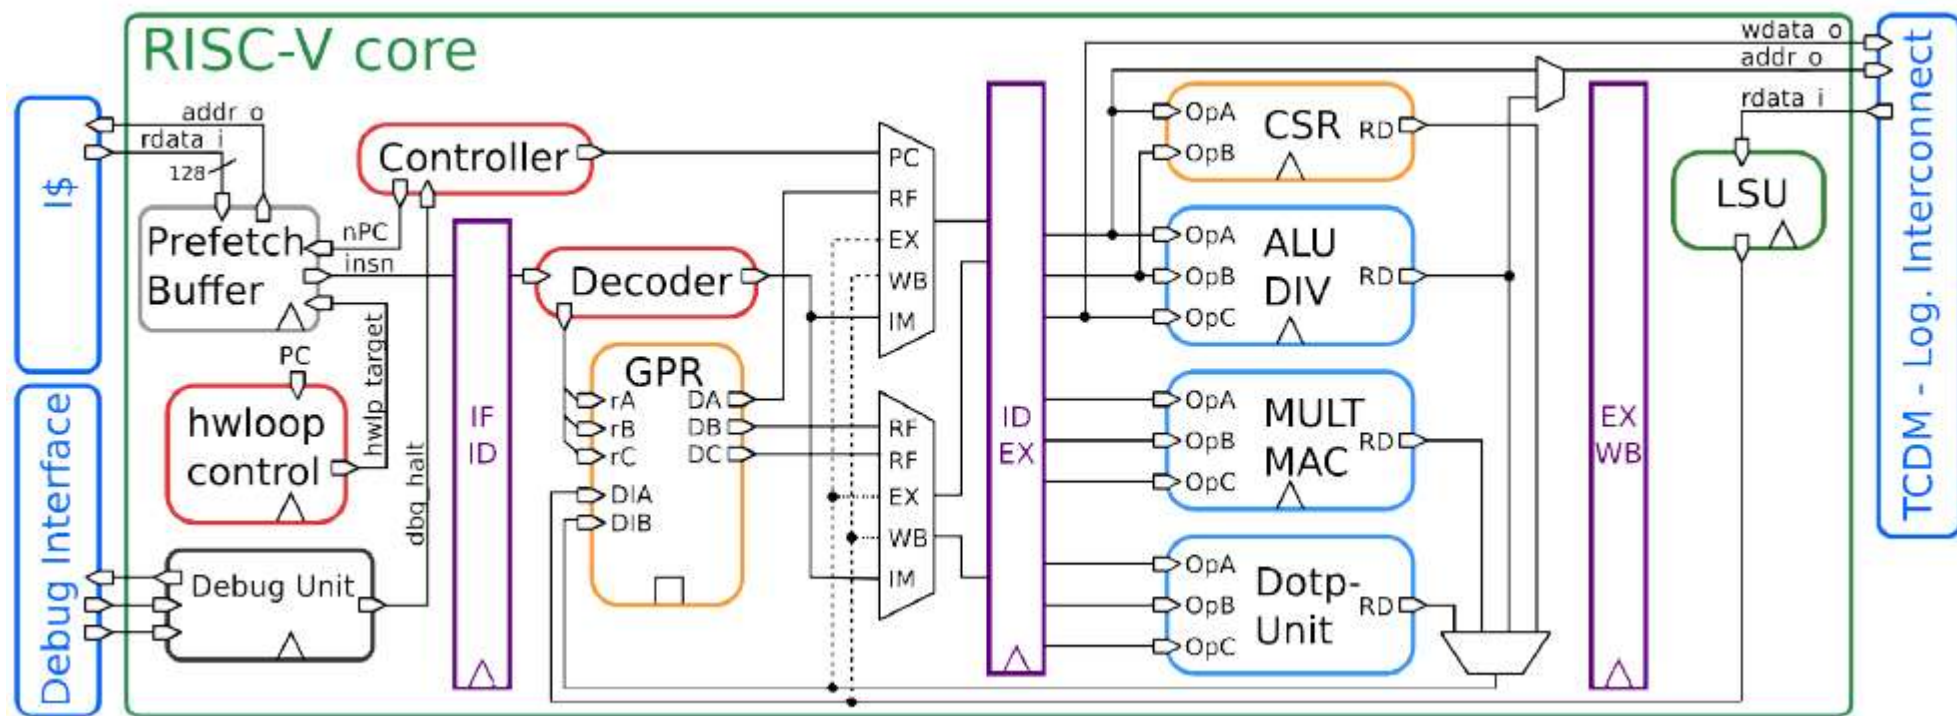 RISC-V core
I$
Debug Interface
TCDM - Log. Interconnect
wdata_o
addr_o
rdata_i
addr_o
rdata_i
128
Prefetch
Buffer
nPC
insn
hwlp_target
PC
hwloop
control
dbg_halt
Debug Unit
Controller
IF
ID
Decoder
GPR
rA
rB
rC
DIA
DIB
DA
DB
DC
PC
RF
EX
WB
IM
RF
RF
EX
WB
IM
ID
EX
OpA
OpB
CSR
RD
OpA
OpB
OpC
ALU
DIV
RD
OpA
OpB
OpC
MULT
MAC
RD
OpA
OpB
OpC
Dotp-
Unit
RD
EX
WB
LSU